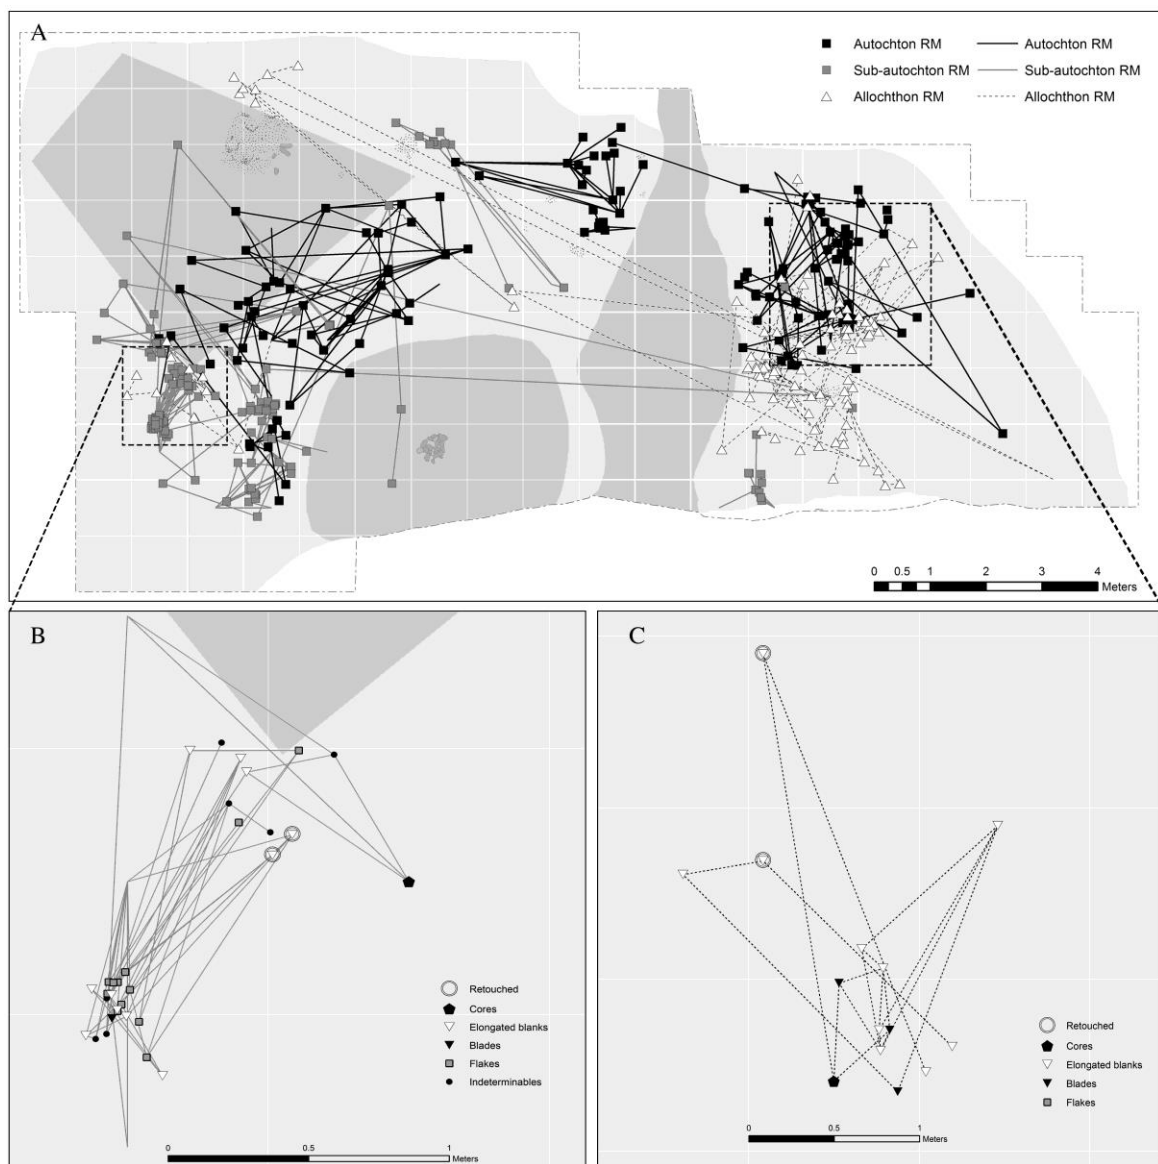 A
Autochton RM Autochton RM
Sub-autochton RM Sub-autochton RM
Allochthon RM Allochthon RM
0 0.5 1 2 3 4
Meters
B
Retouched
Cores
Elongated blanks
Blades
Flakes
Indeterminables
0 0.5 1
Meters
C
Retouched
Cores
Elongated blanks
Blades
Flakes
0 0.5 1
Meters